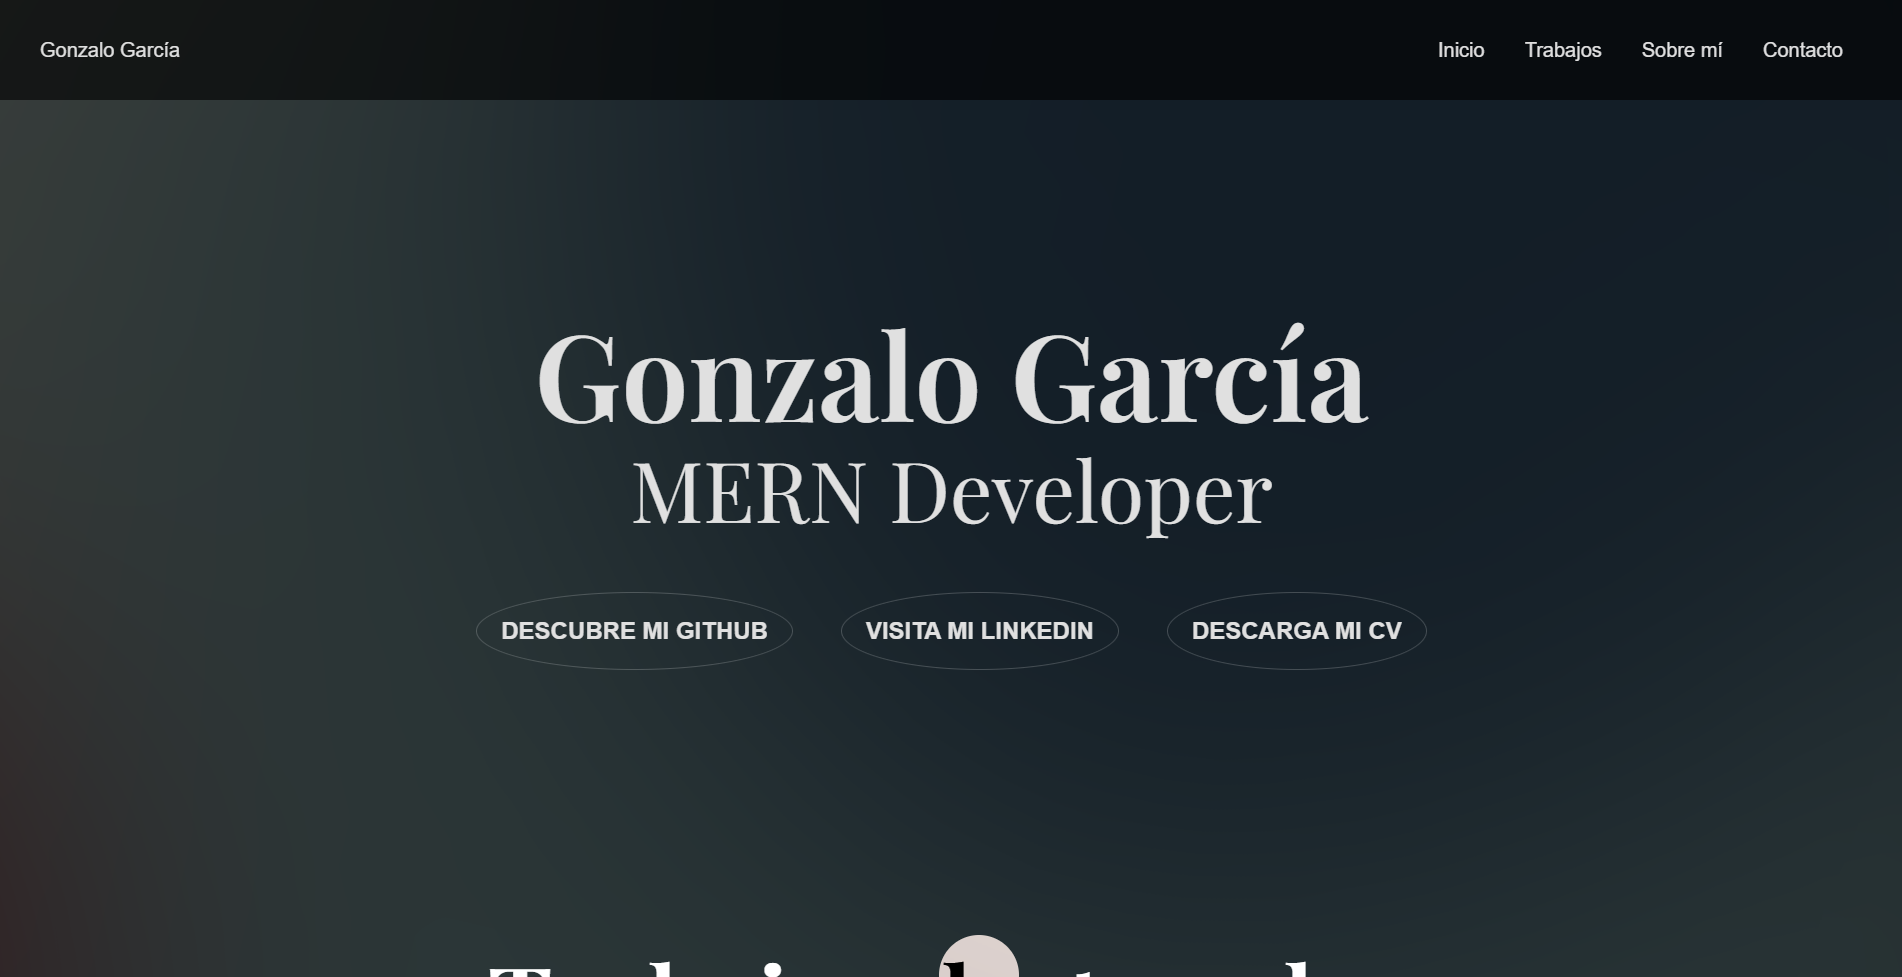 Gonzalo García
Inicio Trabajos Sobre mí Contacto
Gonzalo García
MERN Developer
DESCUBRE MI GITHUB VISITA MI LINKEDIN DESCARGA MI CV